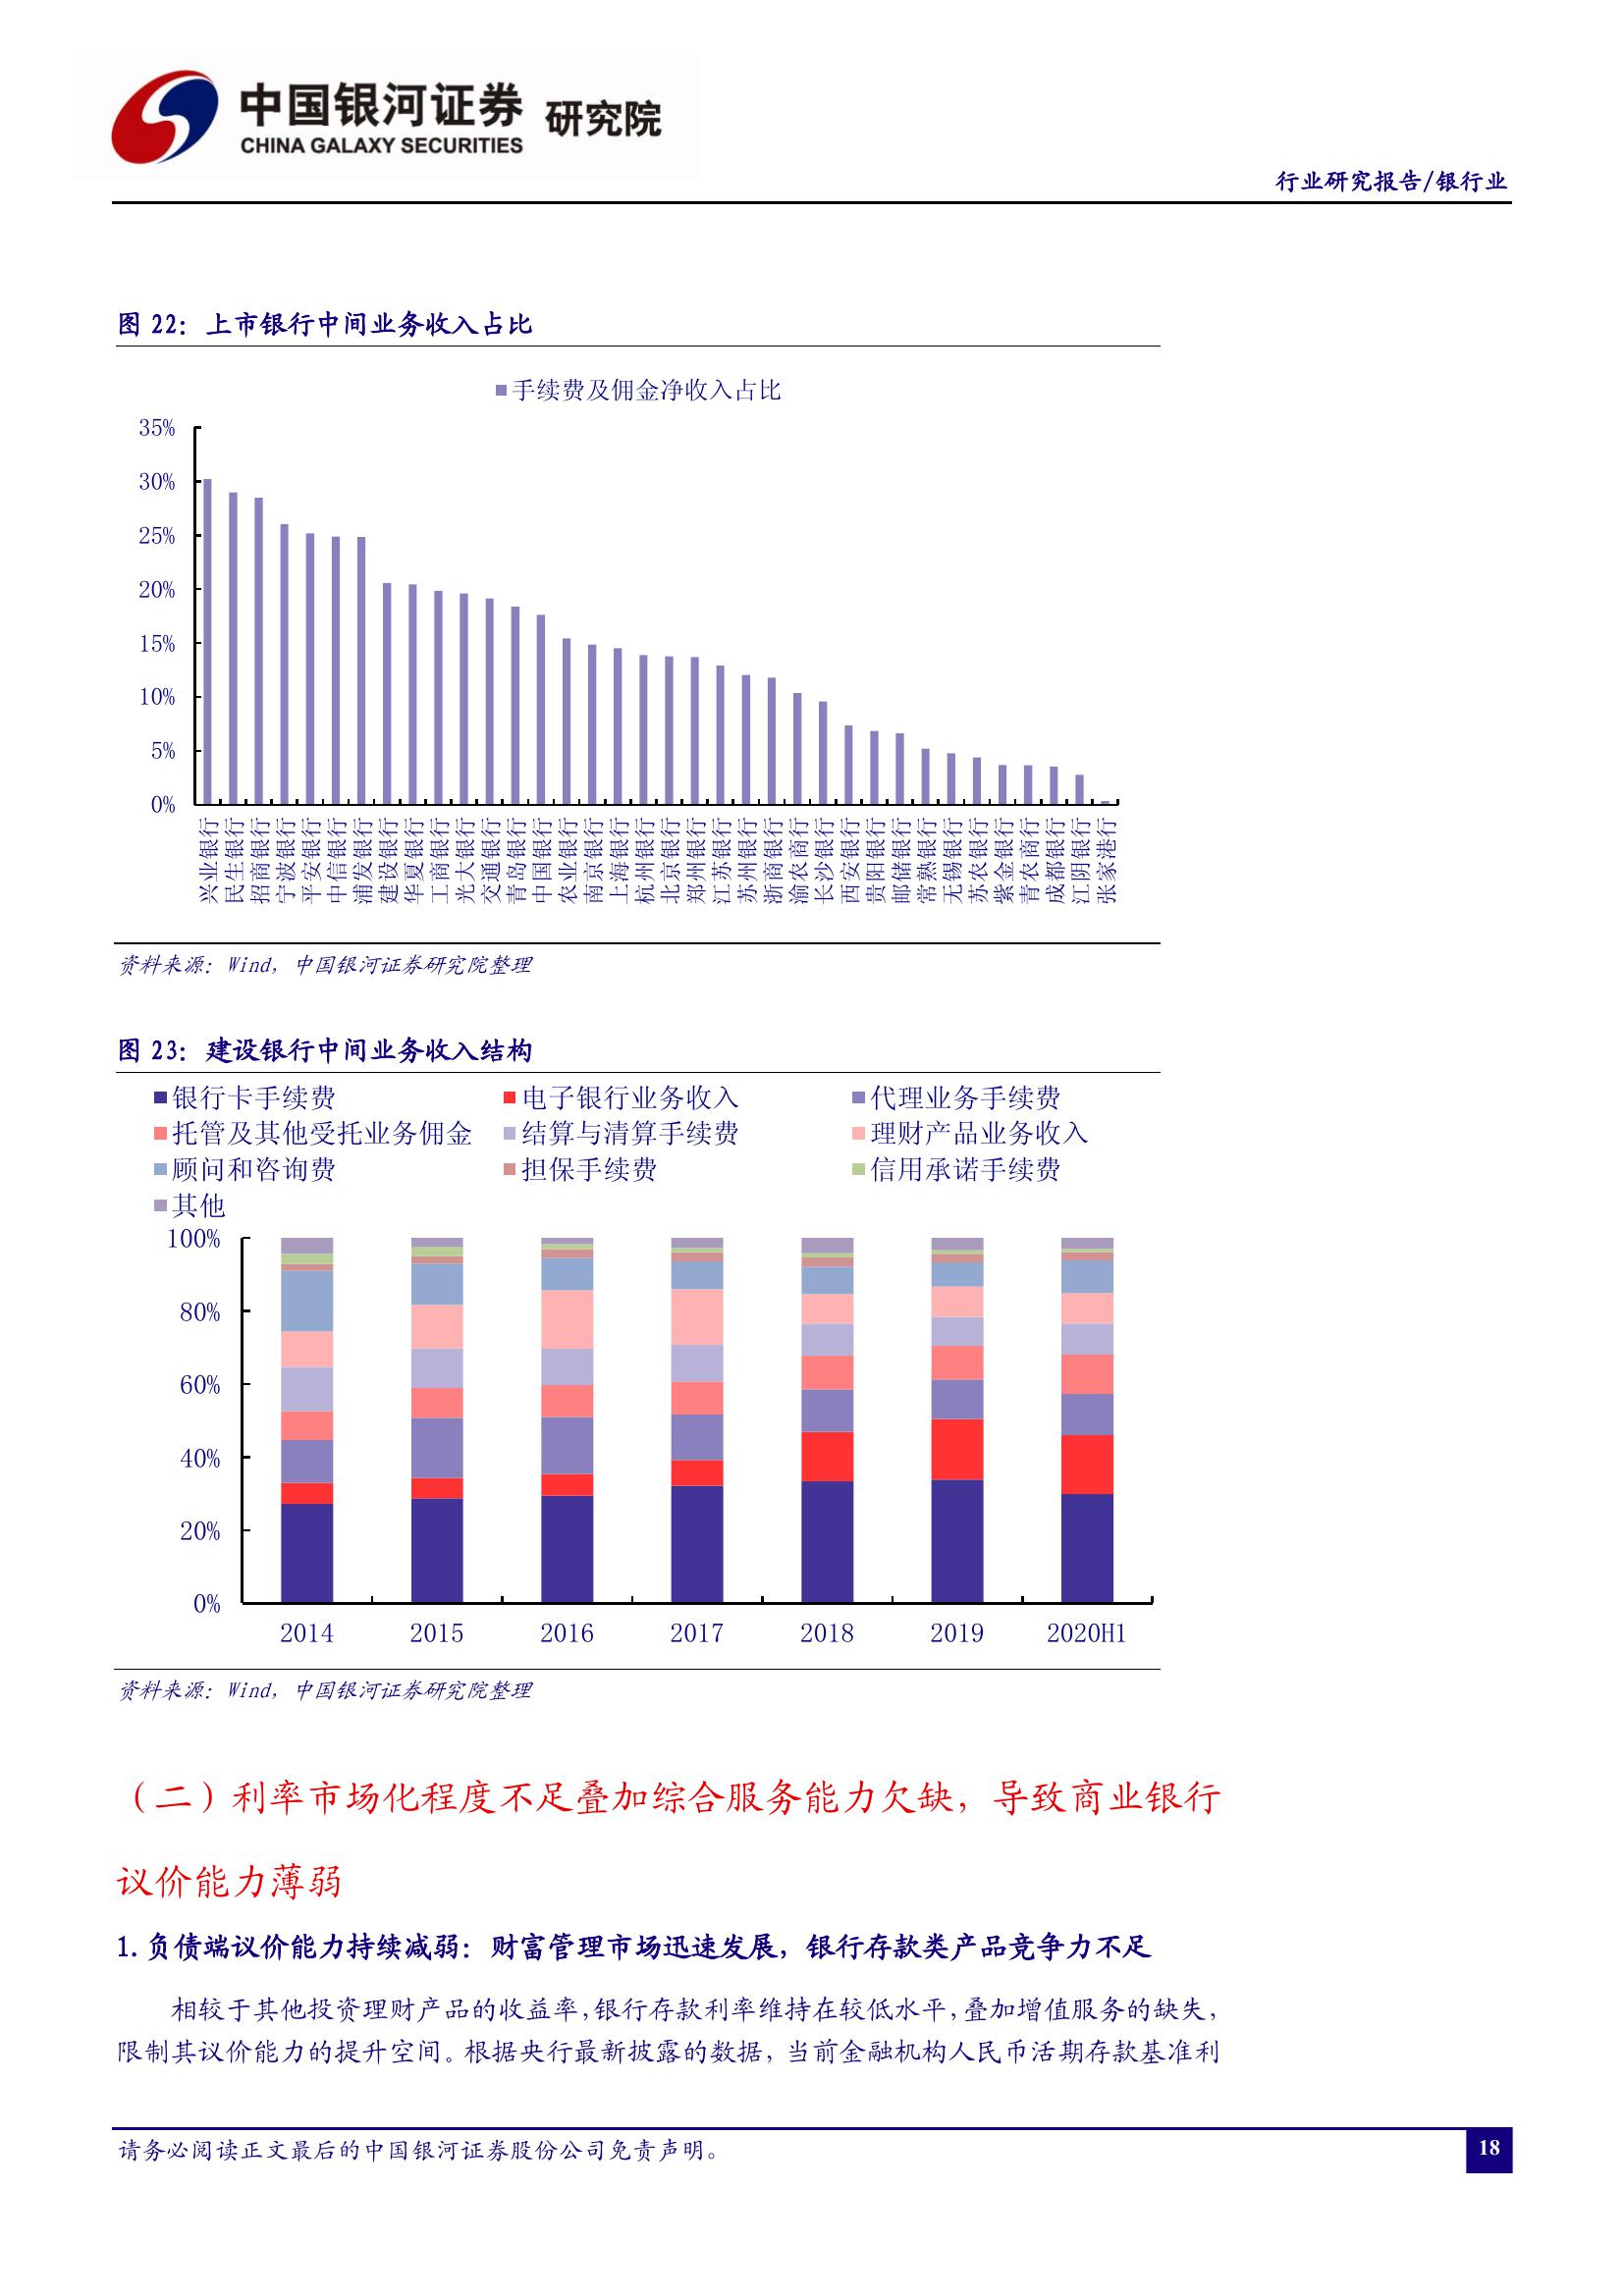 中国银河证券 研究院
CHINA GALAXY SECURITIES
行业研究报告/银行业
图 22：上市银行中间业务收入占比
手续费及佣金净收入占比
35%
30%
25%
20%
15%
10%
5%
0%
兴业银行
民生银行
招商银行
宁波银行
平安银行
中信银行
浦发银行
建设银行
华夏银行
工商银行
光大银行
交通银行
青岛银行
中国银行
农业银行
南京银行
上海银行
杭州银行
北京银行
郑州银行
江苏银行
苏州银行
浙商银行
渝农商行
长沙银行
西安银行
贵阳银行
邮储银行
常熟银行
无锡银行
苏农银行
紫金银行
青农商行
成都银行
江阴银行
张家港行
资料来源：Wind，中国银河证券研究院整理
图 23：建设银行中间业务收入结构
银行卡手续费 电子银行业务收入 代理业务手续费
托管及其他受托业务佣金 结算与清算手续费 理财产品业务收入
顾问和咨询费 担保手续费 信用承诺手续费
其他
100%
80%
60%
40%
20%
0%
2014 2015 2016 2017 2018 2019 2020H1
资料来源：Wind，中国银河证券研究院整理
（二）利率市场化程度不足叠加综合服务能力欠缺，导致商业银行
议价能力薄弱
1. 负债端议价能力持续减弱：财富管理市场迅速发展，银行存款类产品竞争力不足
相较于其他投资理财产品的收益率，银行存款利率维持在较低水平，叠加增值服务的缺失，
限制其议价能力的提升空间。根据央行最新披露的数据，当前金融机构人民币活期存款基准利
请务必阅读正文最后的中国银河证券股份公司免责声明。
18